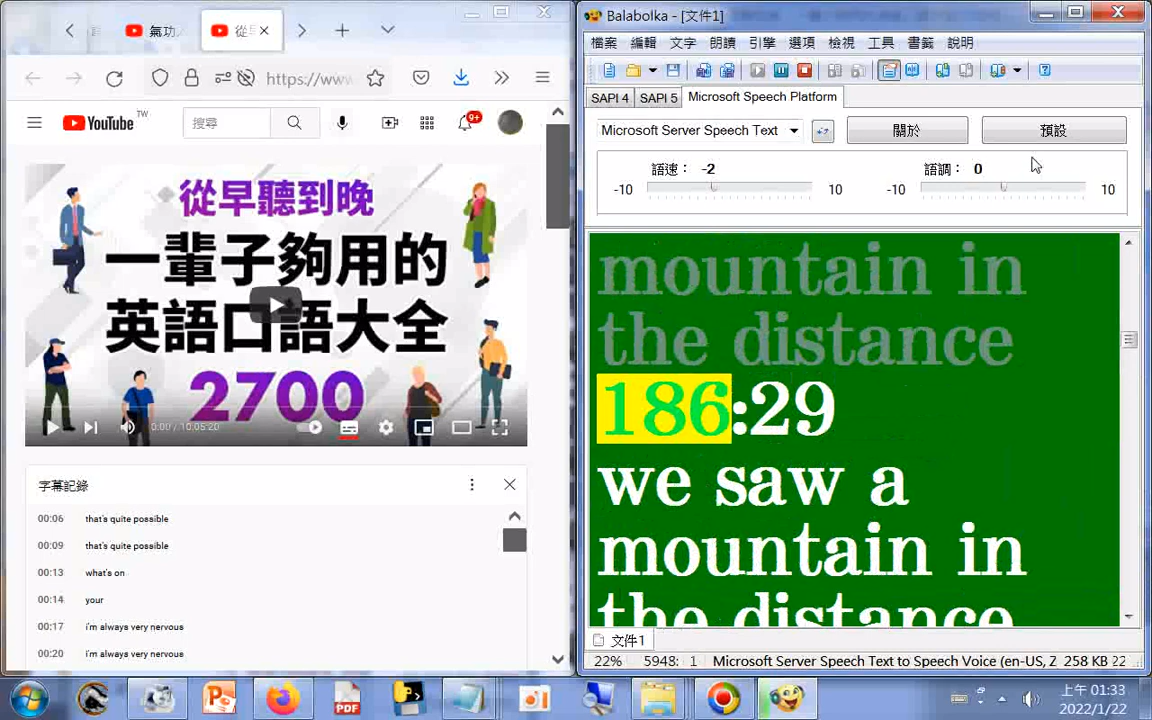 氣功
從
https://www
YouTube TW
搜尋
9+
從早聽到晚
一輩子夠用的
英語口語大全
2700
0:00 / 10:05:20
字幕記錄
00:06 that's quite possible
00:09 that's quite possible
00:13 what's on
00:14 your
00:17 i'm always very nervous
00:20 i'm always very nervous
Balabolka - [文件1]
檔案 編輯 文字 朗讀 引擎 選項 檢視 工具 書籤 說明
SAPI 4 SAPI 5 Microsoft Speech Platform
Microsoft Server Speech Text 關於 預設
語速： -2 語調： 0
-10 10 -10 10
mountain in
the distance
186:29
we saw a
mountain in
the distance
文件1
22% 5948: 1 Microsoft Server Speech Text to Speech Voice (en-US, Z 258 KB 22
PDF
上午 01:33
2022/1/22